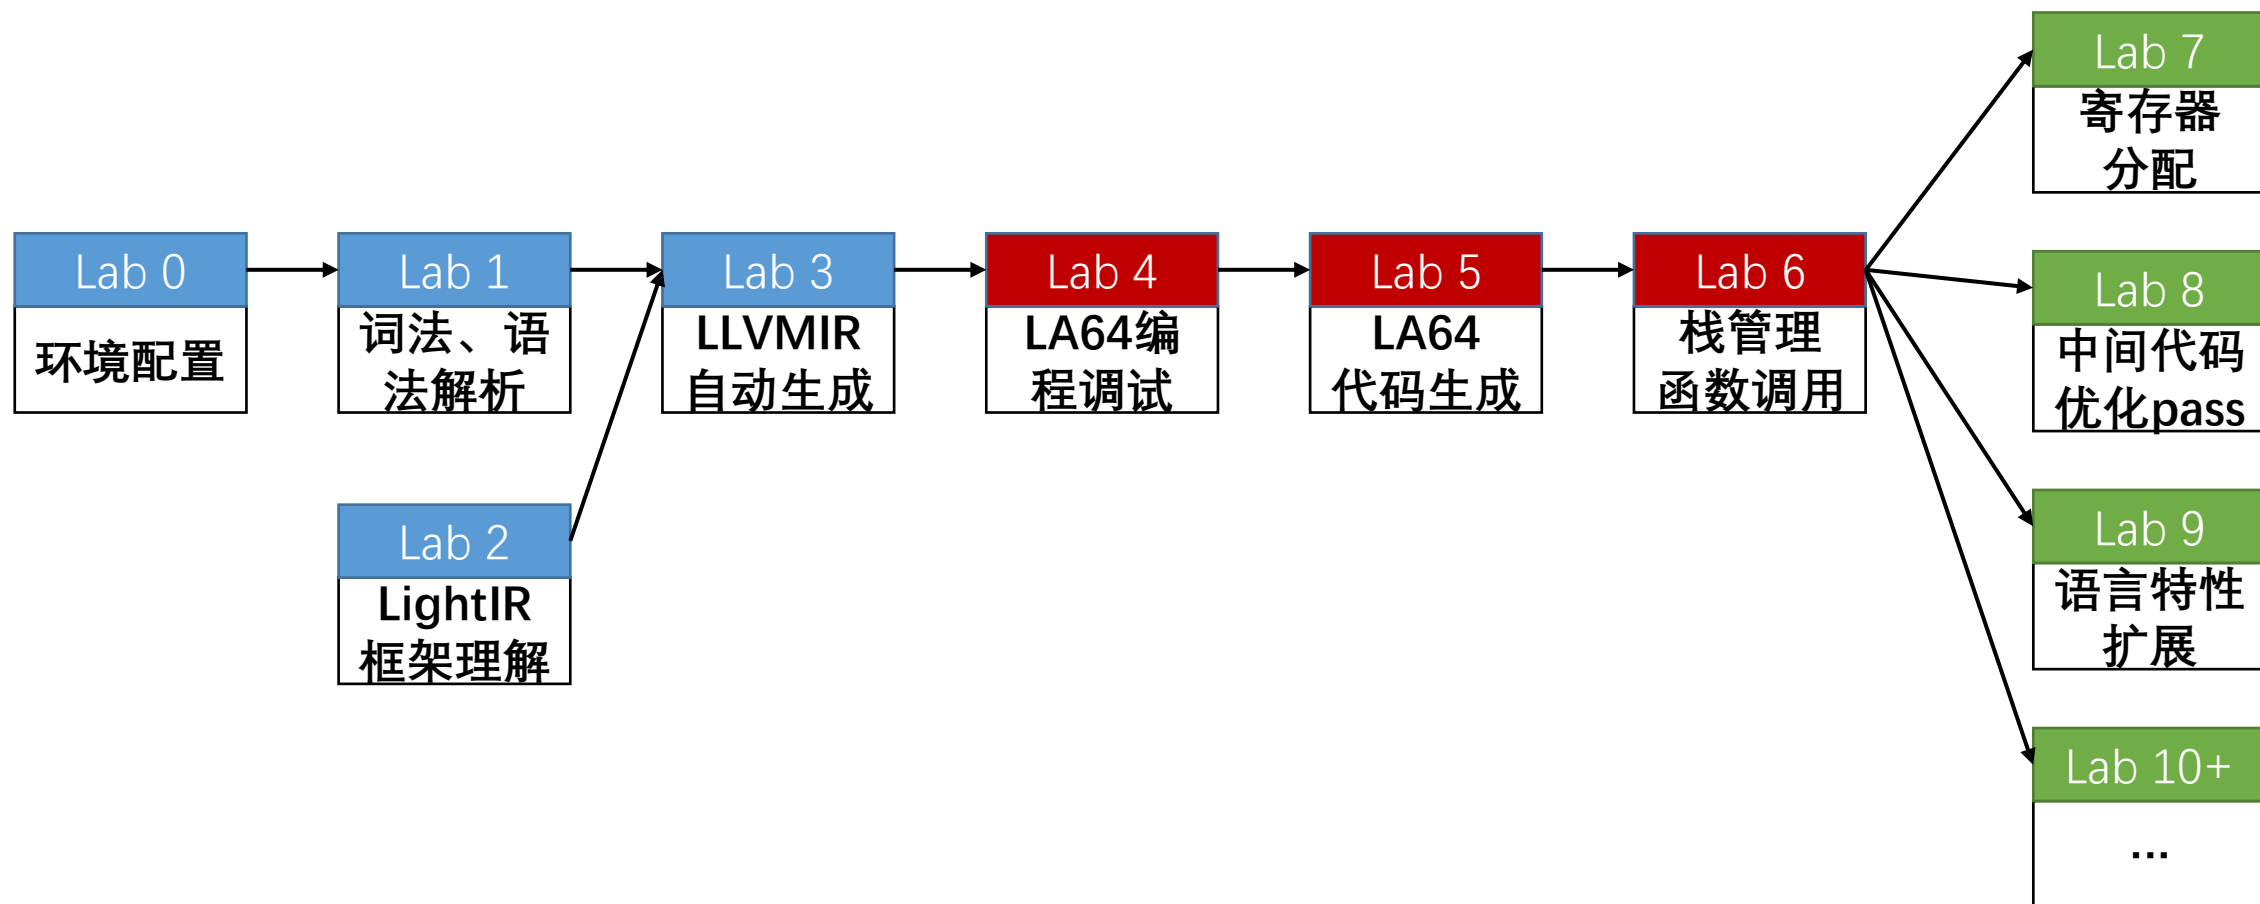 Lab 0
环境配置
Lab 1
词法、语
法解析
Lab 2
LightIR
框架理解
Lab 3
LLVMIR
自动生成
Lab 4
LA64编
程调试
Lab 5
LA64
代码生成
Lab 6
栈管理
函数调用
Lab 7
寄存器
分配
Lab 8
中间代码
优化pass
Lab 9
语言特性
扩展
Lab 10+
...